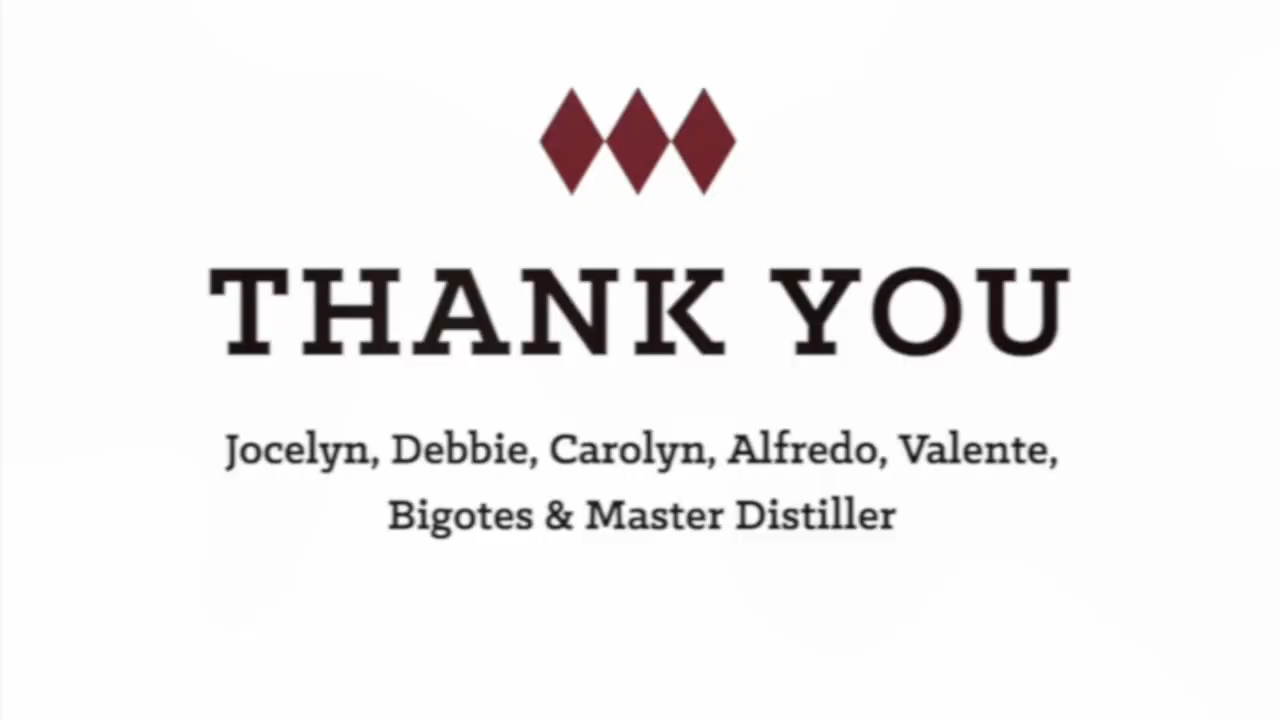 THANK YOU
Jocelyn, Debbie, Carolyn, Alfredo, Valente,
Bigotes & Master Distiller